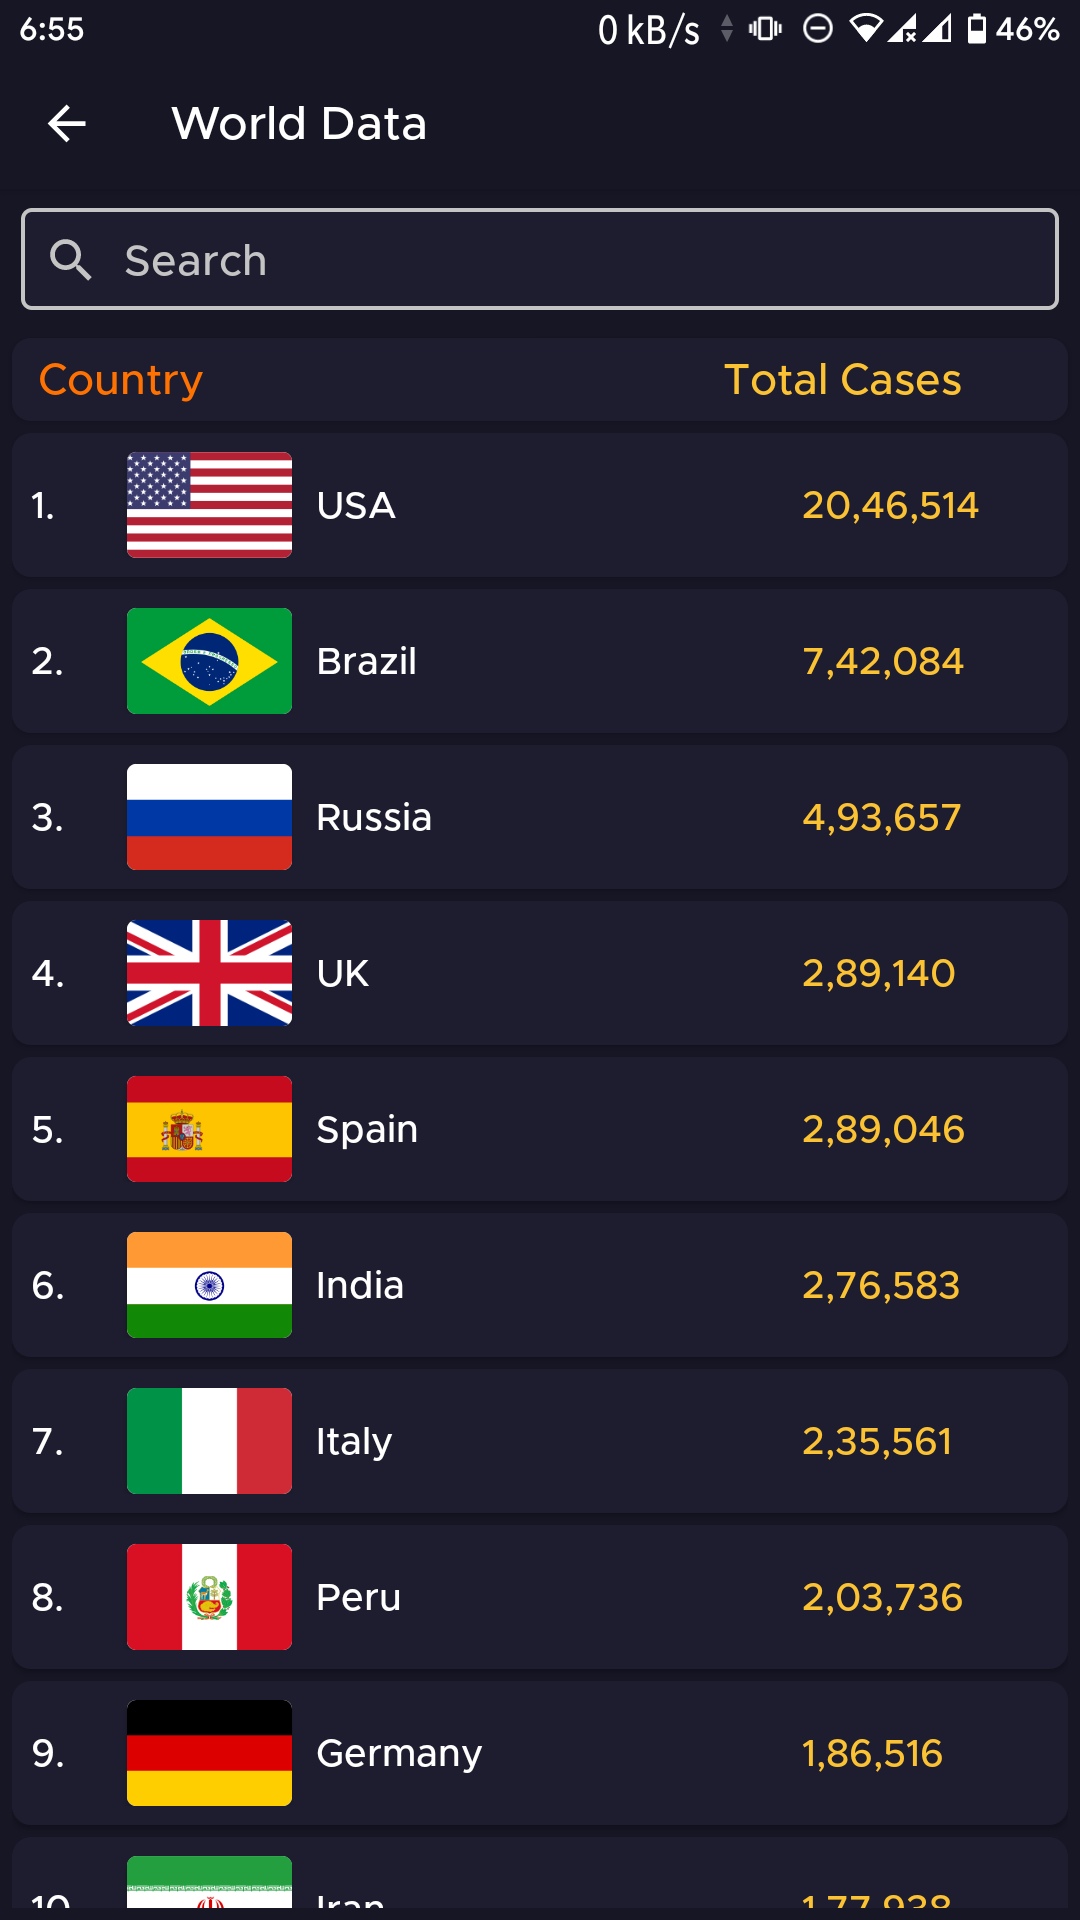 6:55 0 kB/s 46%
World Data
Search
Country Total Cases
1. USA 20,46,514
2. Brazil 7,42,084
3. Russia 4,93,657
4. UK 2,89,140
5. Spain 2,89,046
6. India 2,76,583
7. Italy 2,35,561
8. Peru 2,03,736
9. Germany 1,86,516
10 Iran 1,77,938